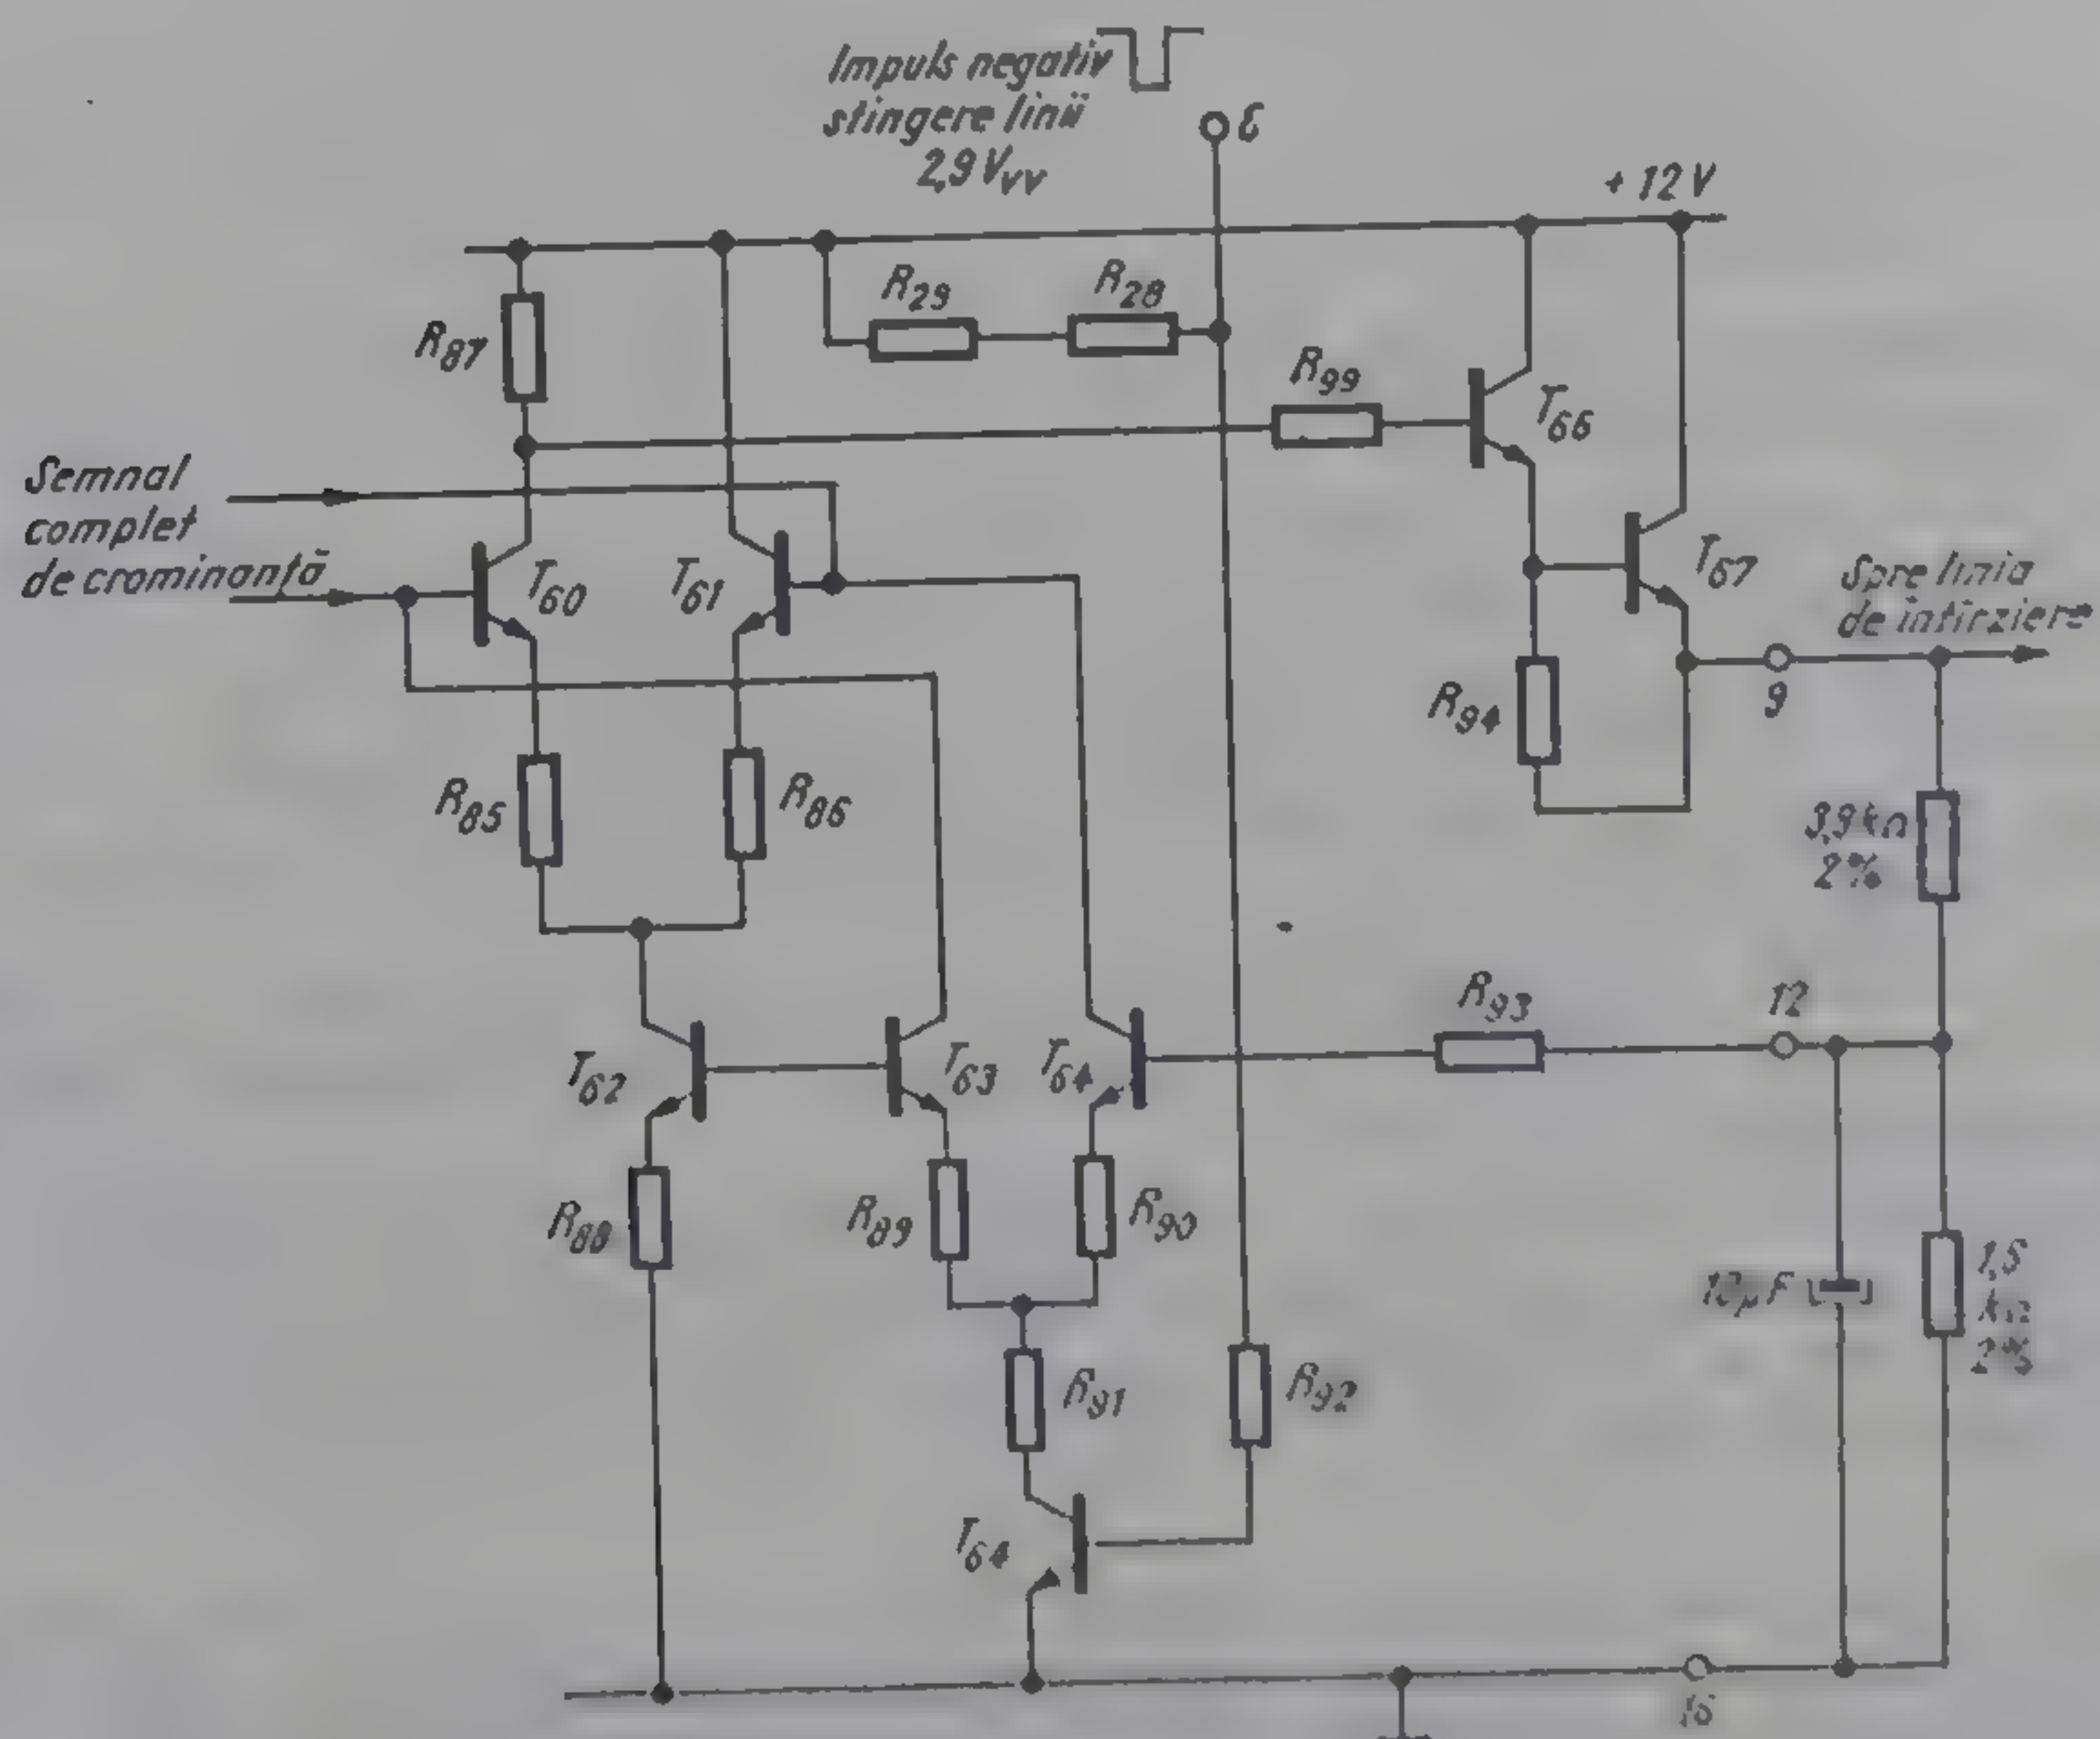 Impuls negativ
stingere linii
2,9 Vvv
6
+ 12 V
R29
R28
R87
R99
T66
Semnal
complet
de crominanță
T60
T61
T67
Spre linia
de intirziere
9
R94
R85
R86
3,9 kΩ
2%
R93
12
T62
T63
T64
R88
R89
R90
10μF
1,5
kΩ
2%
R91
R92
T64
16